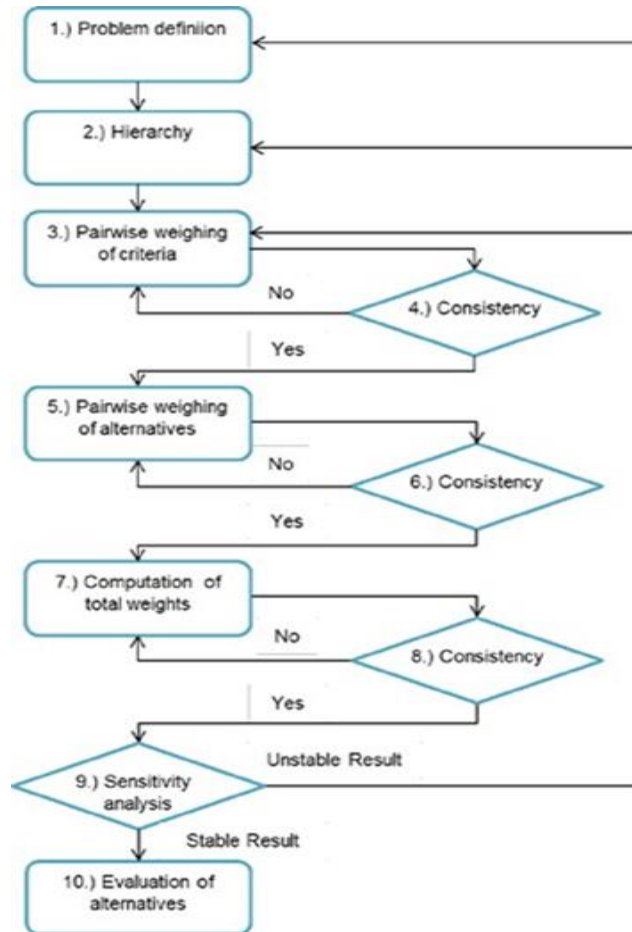 1.) Problem definiion
2.) Hierarchy
3.) Pairwise weighing
of criteria
No
4.) Consistency
Yes
5.) Pairwise weighing
of alternatives
No
6.) Consistency
Yes
7.) Computation of
total weights
No
8.) Consistency
Yes
Unstable Result
9.) Sensitivity
analysis
Stable Result
10.) Evaluation of
alternatives